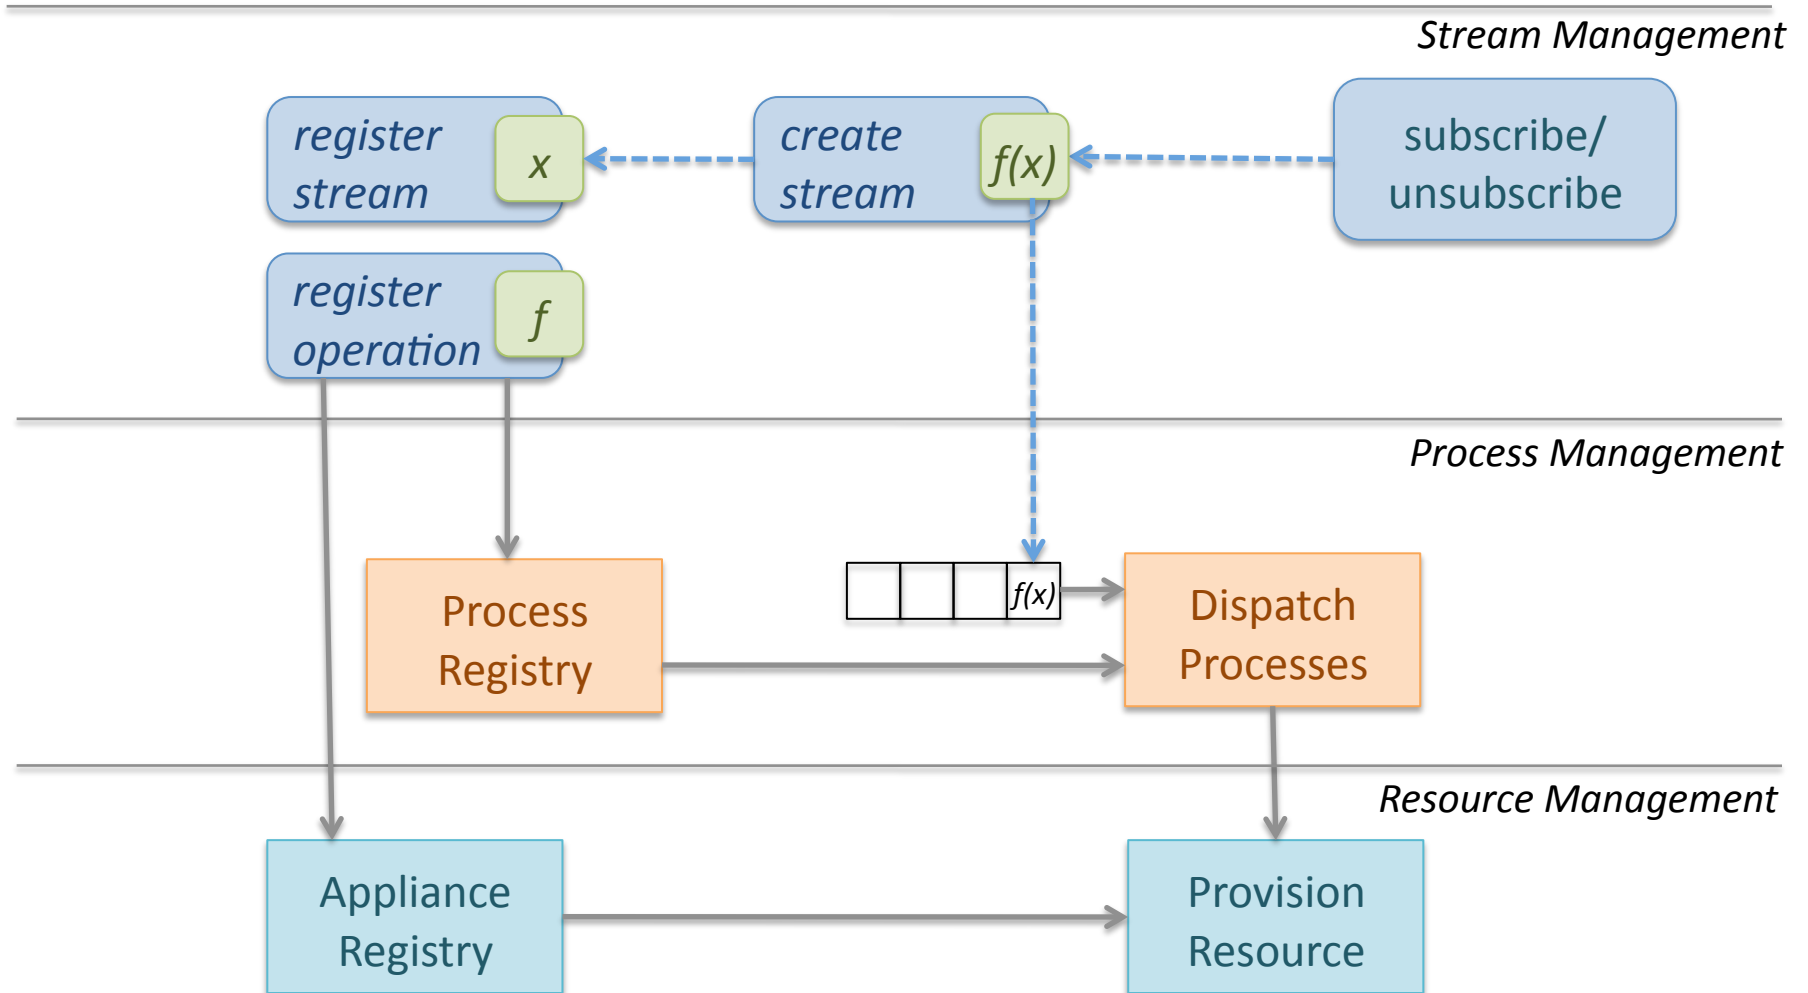 Stream Management
register
stream
x
create
stream
f(x)
subscribe/
unsubscribe
register
operation
f
Process Management
Process
Registry
f(x)
Dispatch
Processes
Resource Management
Appliance
Registry
Provision
Resource